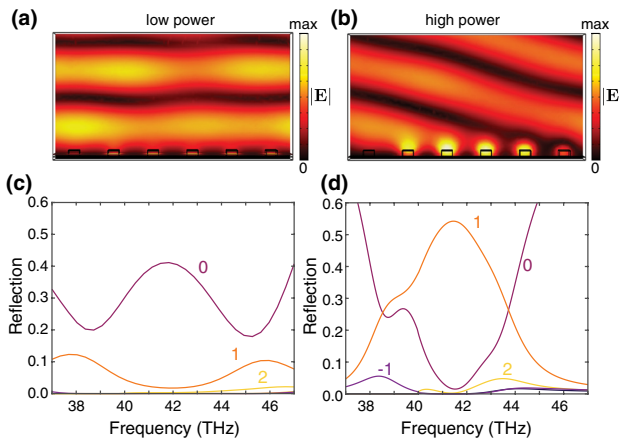 (a) low power
max
|E|
0
(b) high power
max
|E|
0
(c)
0.6
0.5
0.4
0.3
0.2
0.1
0.0
Reflection
0
1
2
38 40 42 44 46
Frequency (THz)
(d)
0.6
0.5
0.4
0.3
0.2
0.1
0.0
Reflection
1
0
-1
2
38 40 42 44 46
Frequency (THz)